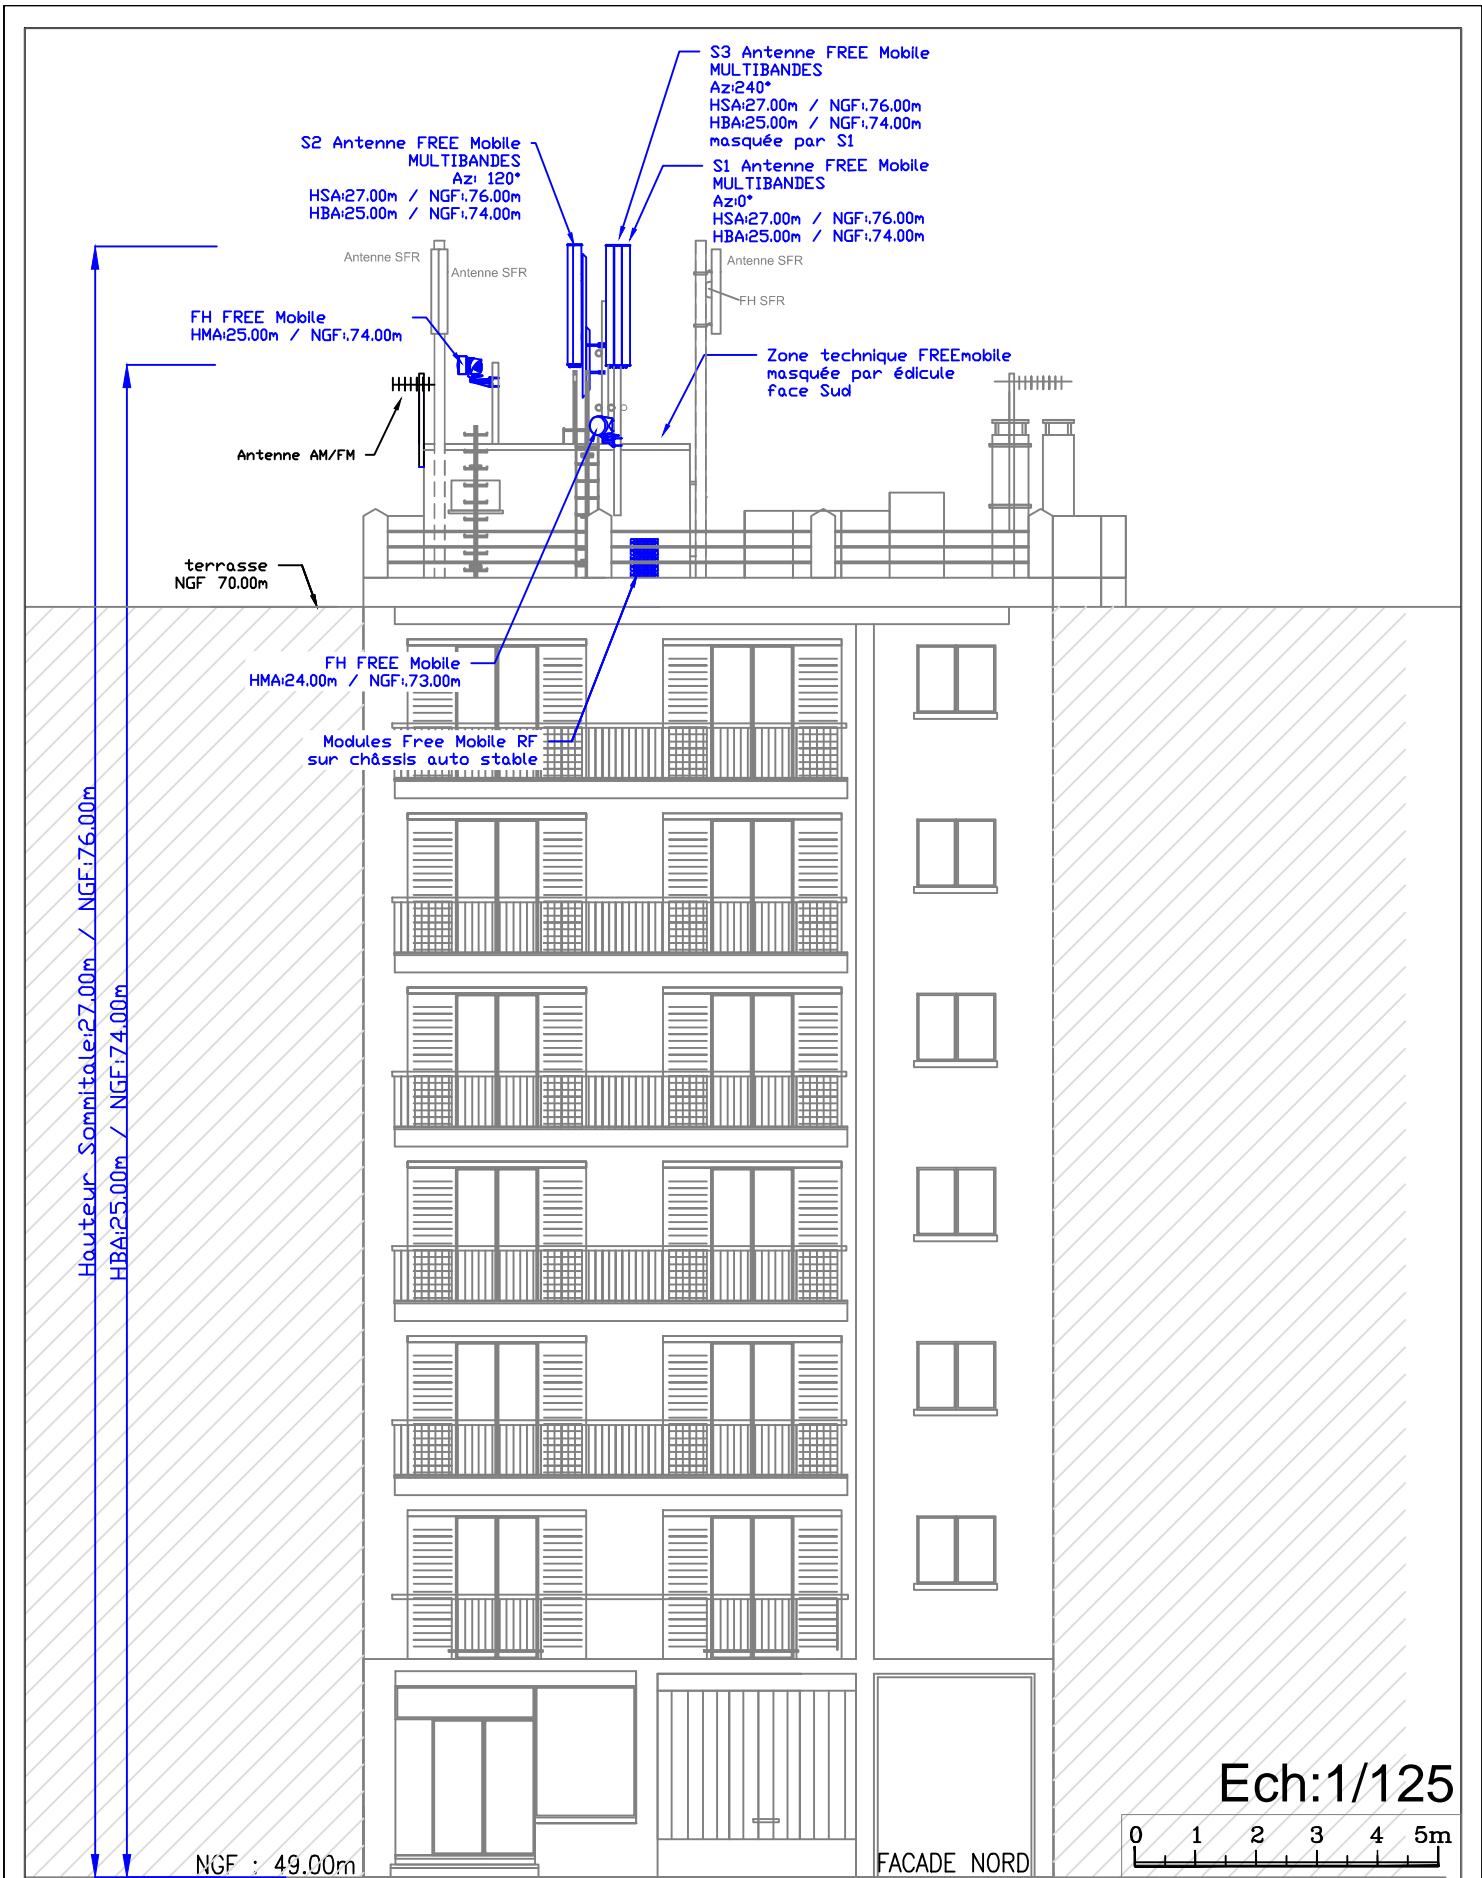 S3 Antenne FREE Mobile
MULTIBANDES
Az:240°
HSA:27.00m / NGF:.76.00m
HBA:25.00m / NGF:.74.00m
masquée par S1
S2 Antenne FREE Mobile
MULTIBANDES
Az: 120°
HSA:27.00m / NGF:.76.00m
HBA:25.00m / NGF:.74.00m
S1 Antenne FREE Mobile
MULTIBANDES
Az:0°
HSA:27.00m / NGF:.76.00m
HBA:25.00m / NGF:.74.00m
Antenne SFR
Antenne SFR
Antenne SFR
FH SFR
FH FREE Mobile
HMA:25.00m / NGF:.74.00m
Zone technique FREEmobile
masquée par édicule
face Sud
Antenne AM/FM
terrasse
NGF 70.00m
FH FREE Mobile
HMA:24.00m / NGF:.73.00m
Modules Free Mobile RF
sur châssis auto stable
Hauteur Sommitale:27.00m / NGF:76.00m
HBA:25.00m / NGF:74.00m
Ech:1/125
0 1 2 3 4 5m
NGF : 49.00m
FACADE NORD